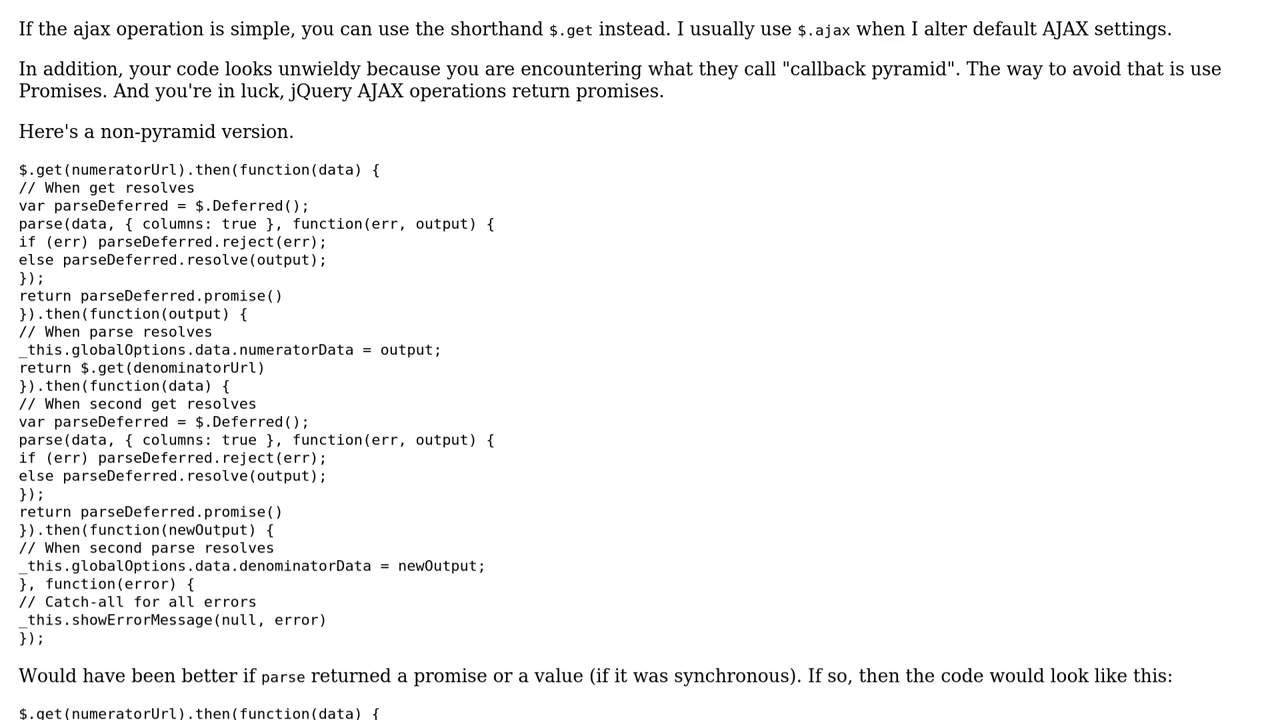 If the ajax operation is simple, you can use the shorthand $.get instead. I usually use $.ajax when I alter default AJAX settings.
In addition, your code looks unwieldy because you are encountering what they call "callback pyramid". The way to avoid that is use
Promises. And you're in luck, jQuery AJAX operations return promises.
Here's a non-pyramid version.
$.get(numeratorUrl).then(function(data) {
// When get resolves
var parseDeferred = $.Deferred();
parse(data, { columns: true }, function(err, output) {
if (err) parseDeferred.reject(err);
else parseDeferred.resolve(output);
});
return parseDeferred.promise()
}).then(function(output) {
// When parse resolves
_this.globalOptions.data.numeratorData = output;
return $.get(denominatorUrl)
}).then(function(data) {
// When second get resolves
var parseDeferred = $.Deferred();
parse(data, { columns: true }, function(err, output) {
if (err) parseDeferred.reject(err);
else parseDeferred.resolve(output);
});
return parseDeferred.promise()
}).then(function(newOutput) {
// When second parse resolves
_this.globalOptions.data.denominatorData = newOutput;
}, function(error) {
// Catch-all for all errors
_this.showErrorMessage(null, error)
});
Would have been better if parse returned a promise or a value (if it was synchronous). If so, then the code would look like this:
$.get(numeratorUrl).then(function(data) {